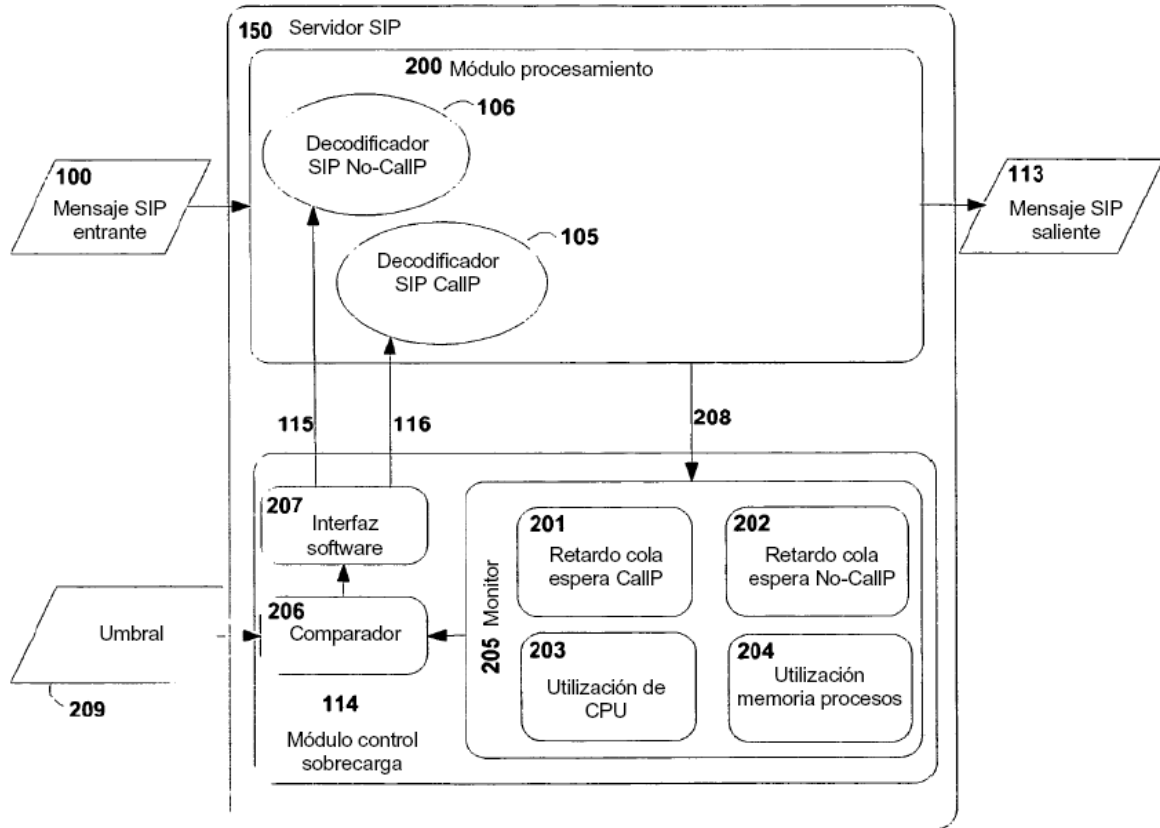 150 Servidor SIP
200 Módulo procesamiento
106
Decodificador
SIP No-CallP
100
Mensaje SIP
entrante
113
Mensaje SIP
saliente
105
Decodificador
SIP CallP
115
116
208
207
Interfaz
software
201
Retardo cola
espera CallP
202
Retardo cola
espera No-CallP
205 Monitor
206
Comparador
Umbral
209
203
Utilización de
CPU
204
Utilización
memoria procesos
114
Módulo control
sobrecarga